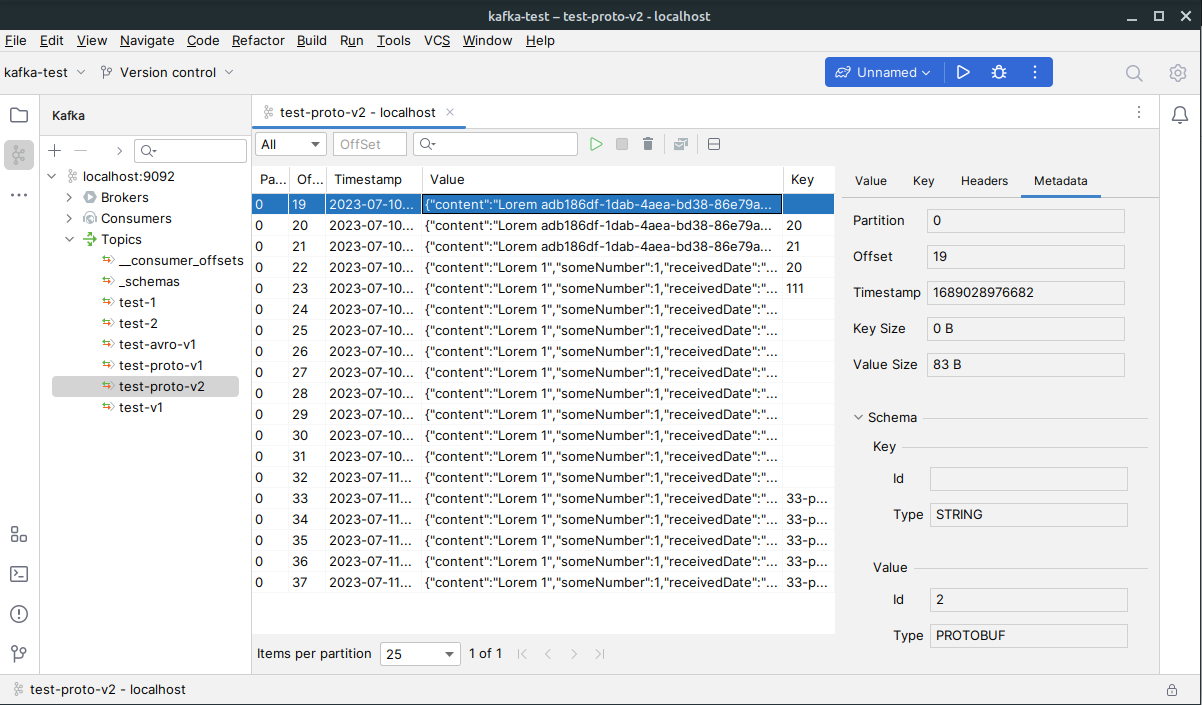 kafka-test – test-proto-v2 - localhost
File Edit View Navigate Code Refactor Build Run Tools VCS Window Help
kafka-test Version control Unnamed
Kafka
test-proto-v2 - localhost
All OffSet
localhost:9092
Brokers
Consumers
Topics
__consumer_offsets
_schemas
test-1
test-2
test-avro-v1
test-proto-v1
test-proto-v2
test-v1
Pa... Of... Timestamp Value Key
0 19 2023-07-10... {"content":"Lorem adb186df-1dab-4aea-bd38-86e79a...
0 20 2023-07-10... {"content":"Lorem adb186df-1dab-4aea-bd38-86e79a... 20
0 21 2023-07-10... {"content":"Lorem adb186df-1dab-4aea-bd38-86e79a... 21
0 22 2023-07-10... {"content":"Lorem 1","someNumber":1,"receivedDate":"... 20
0 23 2023-07-10... {"content":"Lorem 1","someNumber":1,"receivedDate":"... 111
0 24 2023-07-10... {"content":"Lorem 1","someNumber":1,"receivedDate":"...
0 25 2023-07-10... {"content":"Lorem 1","someNumber":1,"receivedDate":"...
0 26 2023-07-10... {"content":"Lorem 1","someNumber":1,"receivedDate":"...
0 27 2023-07-10... {"content":"Lorem 1","someNumber":1,"receivedDate":"...
0 28 2023-07-10... {"content":"Lorem 1","someNumber":1,"receivedDate":"...
0 29 2023-07-10... {"content":"Lorem 1","someNumber":1,"receivedDate":"...
0 30 2023-07-10... {"content":"Lorem 1","someNumber":1,"receivedDate":"...
0 31 2023-07-10... {"content":"Lorem 1","someNumber":1,"receivedDate":"...
0 32 2023-07-11... {"content":"Lorem 1","someNumber":1,"receivedDate":"...
0 33 2023-07-11... {"content":"Lorem 1","someNumber":1,"receivedDate":"... 33-p...
0 34 2023-07-11... {"content":"Lorem 1","someNumber":1,"receivedDate":"... 33-p...
0 35 2023-07-11... {"content":"Lorem 1","someNumber":1,"receivedDate":"... 33-p...
0 36 2023-07-11... {"content":"Lorem 1","someNumber":1,"receivedDate":"... 33-p...
0 37 2023-07-11... {"content":"Lorem 1","someNumber":1,"receivedDate":"... 33-p...
Items per partition 25 1 of 1
Value Key Headers Metadata
Partition 0
Offset 19
Timestamp 1689028976682
Key Size 0 B
Value Size 83 B
Schema
Key
Id
Type STRING
Value
Id 2
Type PROTOBUF
test-proto-v2 - localhost